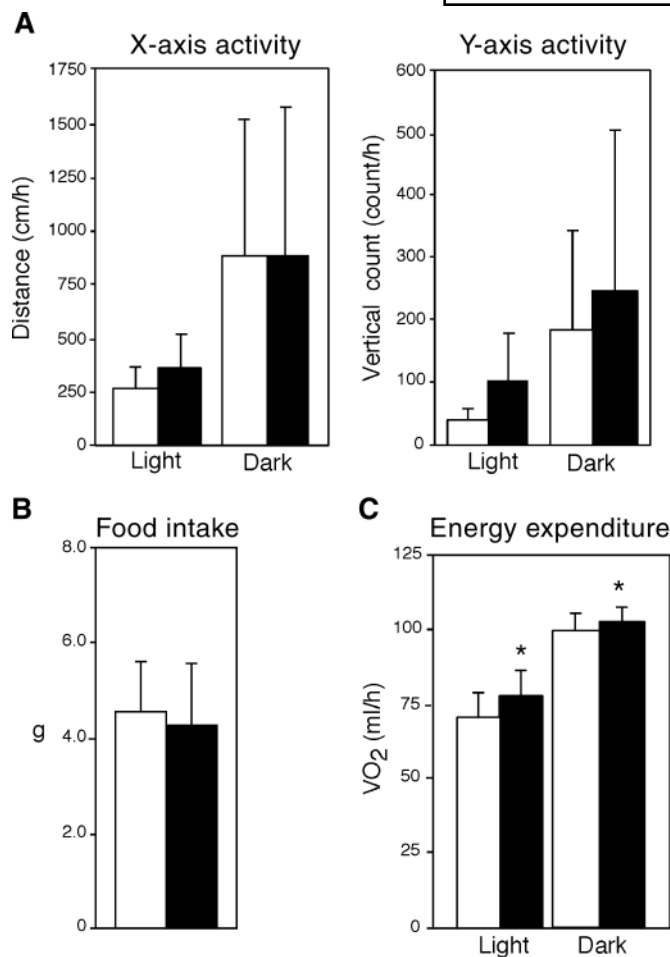 A
X-axis activity
Y-axis activity
Distance (cm/h)
1750
1500
1250
1000
750
500
250
0
Light
Dark
Vertical count (count/h)
600
500
400
300
200
100
0
Light
Dark
B
Food intake
g
8.0
6.0
4.0
2.0
0
C
Energy expenditure
VO2 (ml/h)
125
100
75
50
25
0
*
*
Light
Dark